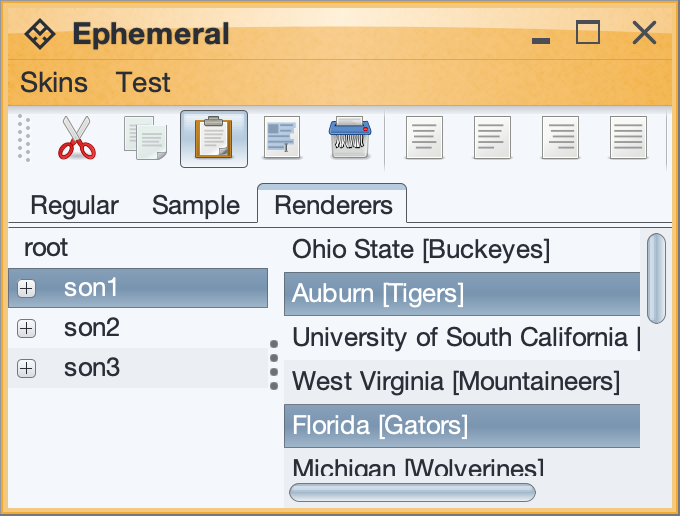 Ephemeral
Skins Test
Regular Sample Renderers
root
son1
son2
son3
Ohio State [Buckeyes]
Auburn [Tigers]
University of South California [
West Virginia [Mountaineers]
Florida [Gators]
Michigan [Wolverines]